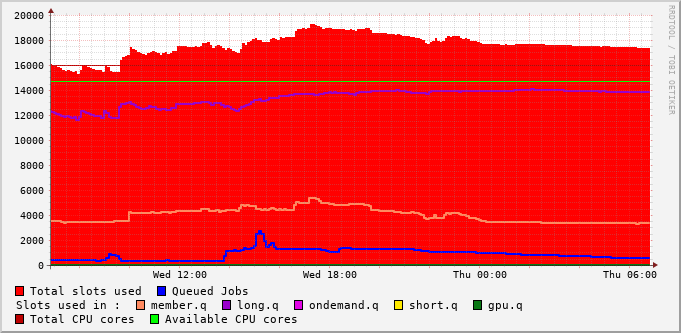 20000
18000
16000
14000
12000
10000
8000
6000
4000
2000
0
Wed 12:00 Wed 18:00 Thu 00:00 Thu 06:00
RRDTOOL / TOBI OETIKER
Total slots used Queued Jobs
Slots used in : member.q long.q ondemand.q short.q gpu.q
Total CPU cores Available CPU cores